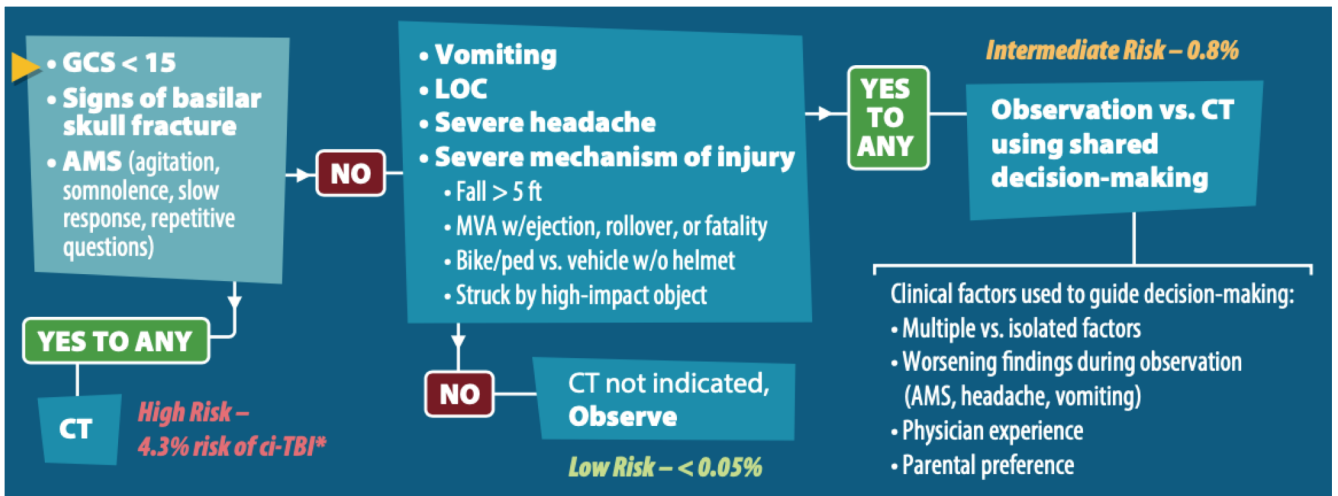 • GCS < 15
• Signs of basilar
skull fracture
• AMS (agitation,
somnolence, slow
response, repetitive
questions)
NO
• Vomiting
• LOC
• Severe headache
• Severe mechanism of injury
• Fall > 5 ft
• MVA w/ejection, rollover, or fatality
• Bike/ped vs. vehicle w/o helmet
• Struck by high-impact object
YES
TO
ANY
Intermediate Risk – 0.8%
Observation vs. CT
using shared
decision-making
Clinical factors used to guide decision-making:
• Multiple vs. isolated factors
• Worsening findings during observation
(AMS, headache, vomiting)
• Physician experience
• Parental preference
YES TO ANY
CT
High Risk –
4.3% risk of ci-TBI*
NO
CT not indicated,
Observe
Low Risk – < 0.05%